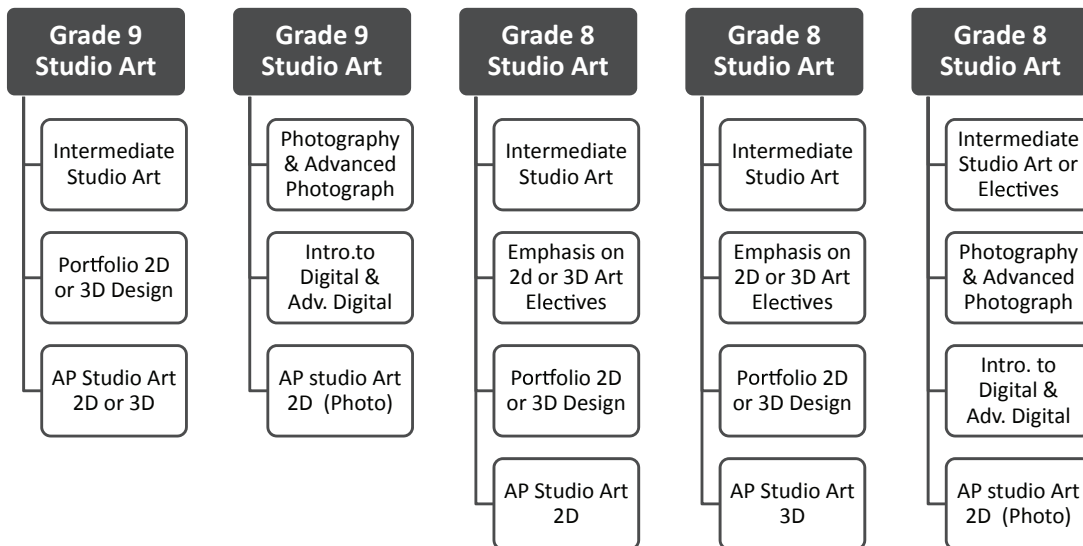 Grade 9
Studio Art
Intermediate
Studio Art
Portfolio 2D
or 3D Design
AP Studio Art
2D or 3D
Grade 9
Studio Art
Photography
& Advanced
Photograph
Intro.to
Digital &
Adv. Digital
AP studio Art
2D (Photo)
Grade 8
Studio Art
Intermediate
Studio Art
Emphasis on
2d or 3D Art
Electives
Portfolio 2D
or 3D Design
AP Studio Art
2D
Grade 8
Studio Art
Intermediate
Studio Art
Emphasis on
2D or 3D Art
Electives
Portfolio 2D
or 3D Design
AP Studio Art
3D
Grade 8
Studio Art
Intermediate
Studio Art or
Electives
Photography
& Advanced
Photograph
Intro. to
Digital &
Adv. Digital
AP studio Art
2D (Photo)